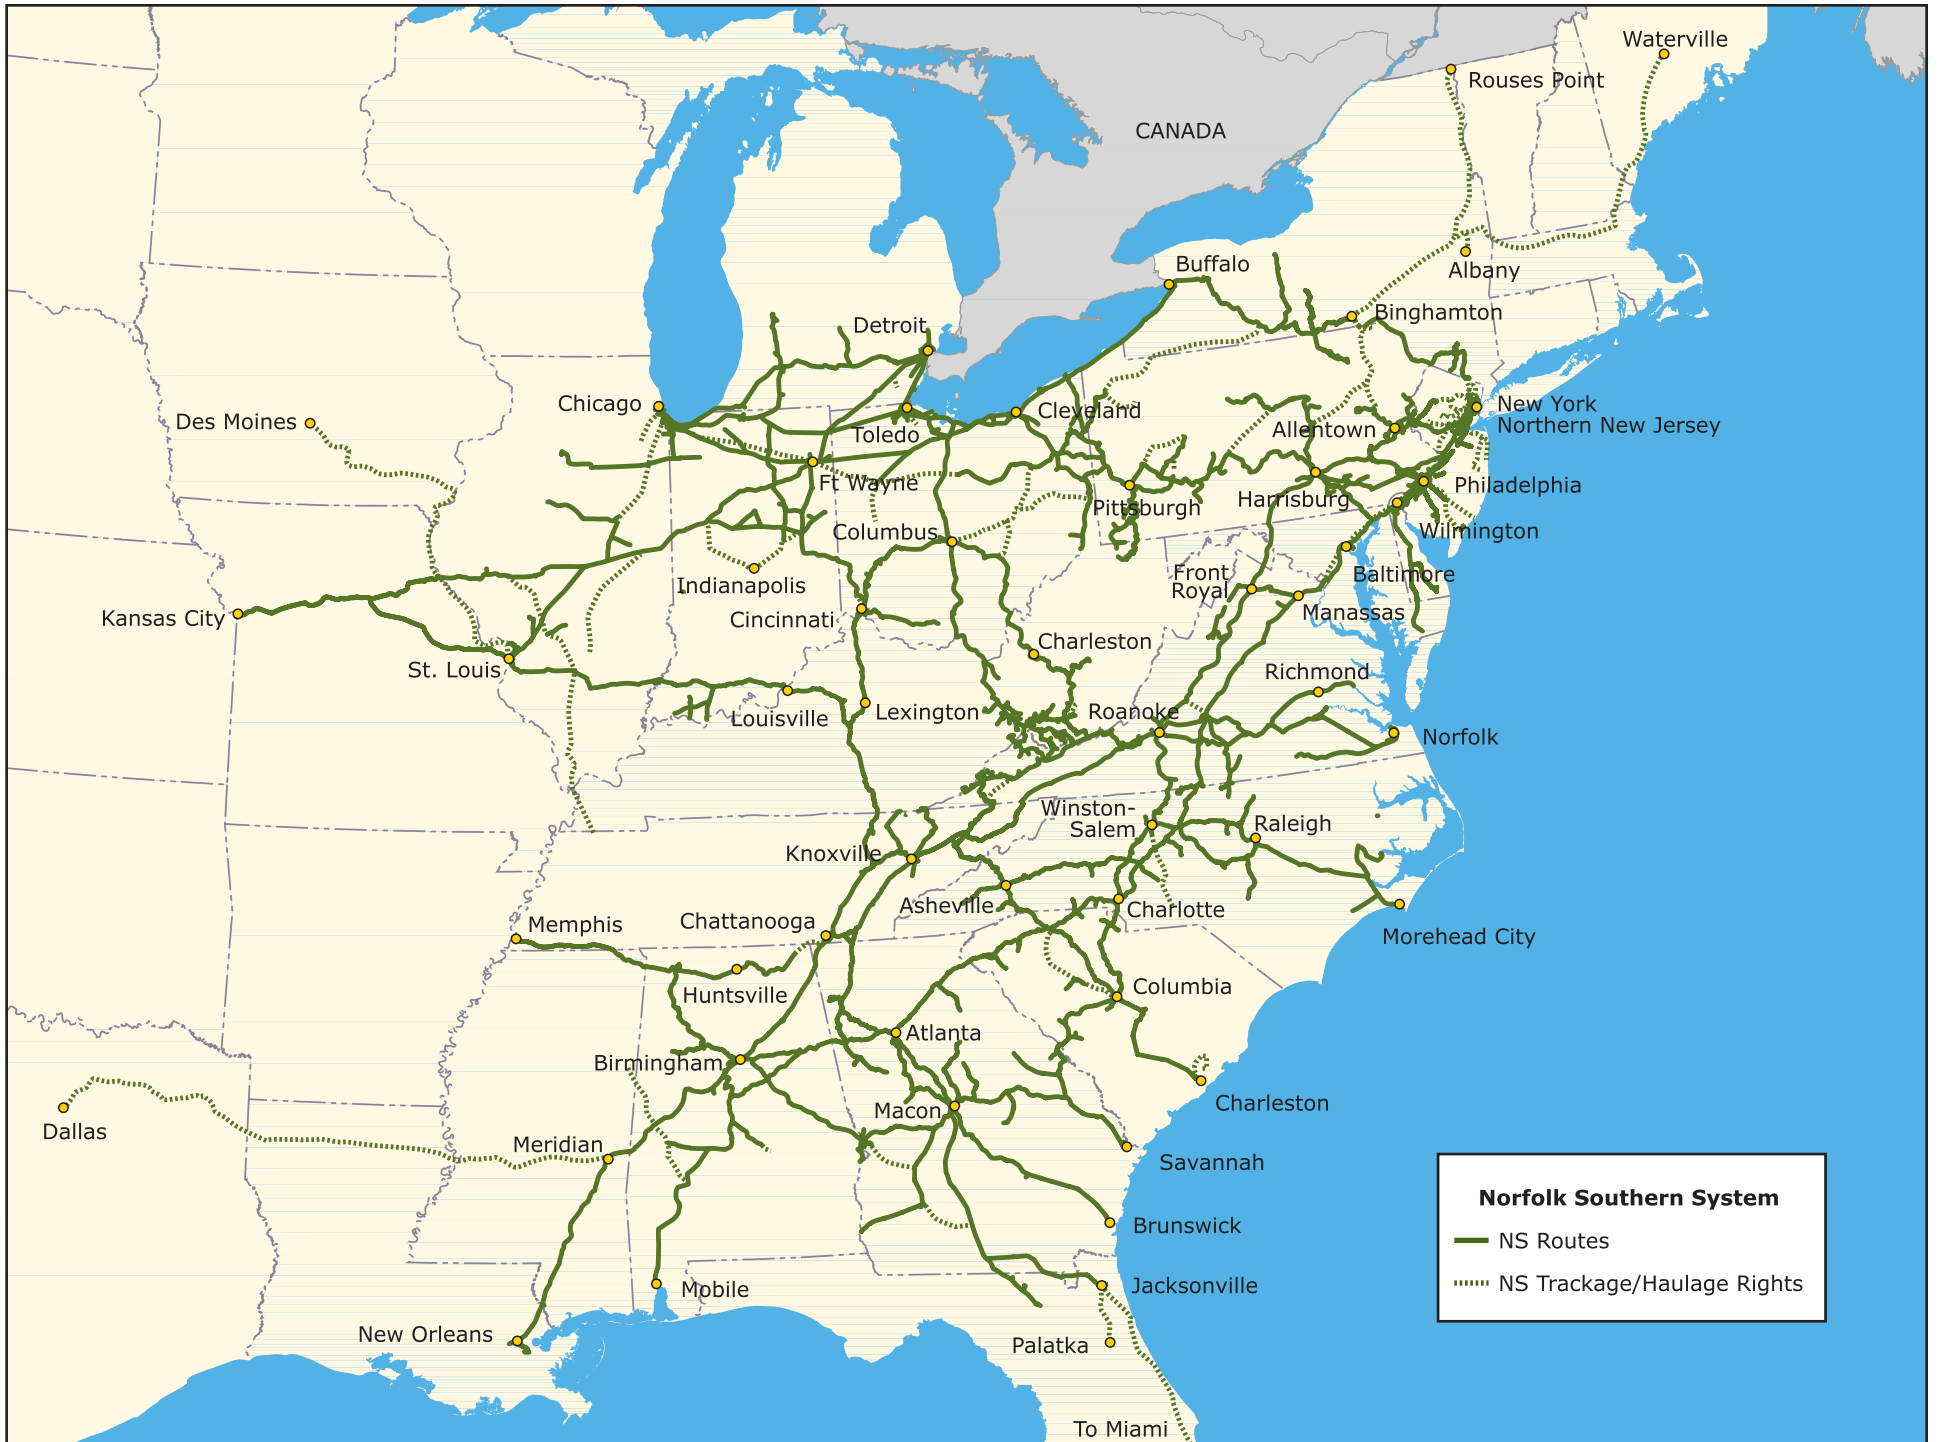 Waterville
Rouses Point
CANADA
Albany
Buffalo
Binghamton
Detroit
Chicago
Cleveland
New York
Northern New Jersey
Des Moines
Toledo
Allentown
Ft Wayne
Pittsburgh
Harrisburg
Philadelphia
Columbus
Wilmington
Indianapolis
Front
Royal
Baltimore
Kansas City
Cincinnati
Manassas
Charleston
St. Louis
Richmond
Louisville
Lexington
Roanoke
Norfolk
Winston-
Salem
Raleigh
Knoxville
Asheville
Charlotte
Memphis
Chattanooga
Morehead City
Huntsville
Columbia
Atlanta
Birmingham
Charleston
Macon
Dallas
Meridian
Savannah
Brunswick
Mobile
Jacksonville
New Orleans
Palatka
To Miami
Norfolk Southern System
NS Routes
NS Trackage/Haulage Rights